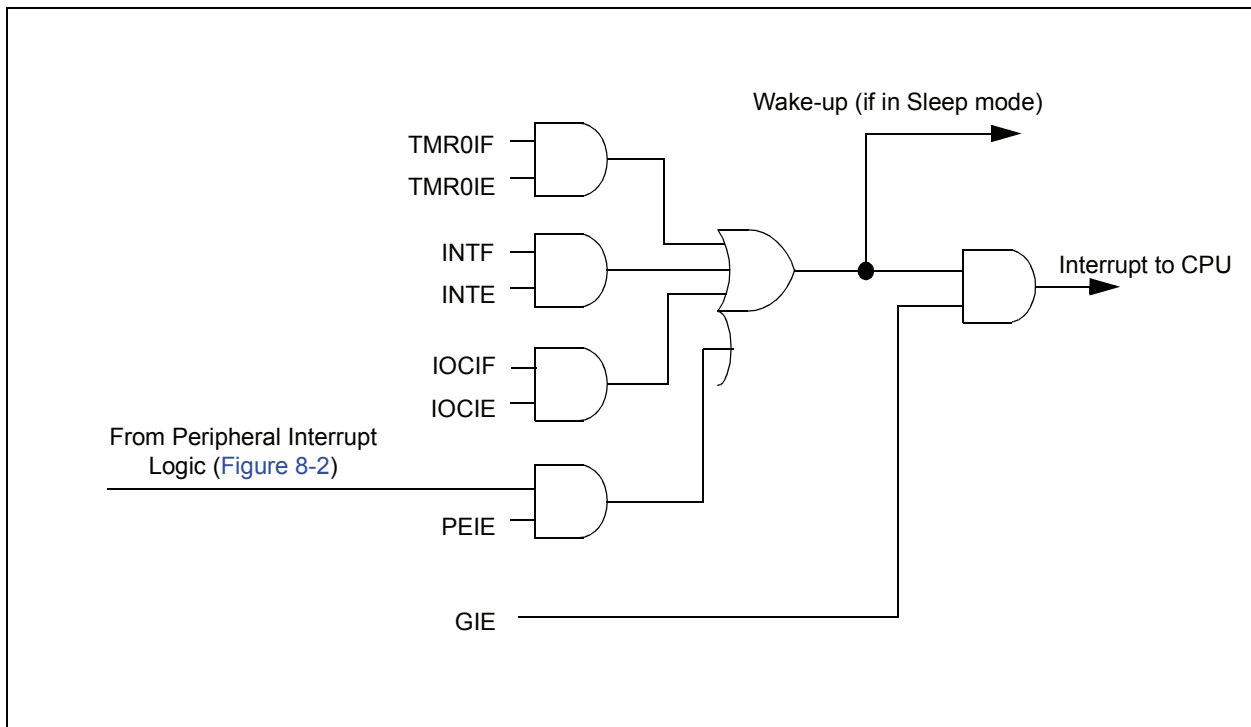 Wake-up (if in Sleep mode)
TMR0IF
TMR0IE
INTF
INTE
Interrupt to CPU
IOCIF
IOCIE
From Peripheral Interrupt
Logic (Figure 8-2)
PEIE
GIE